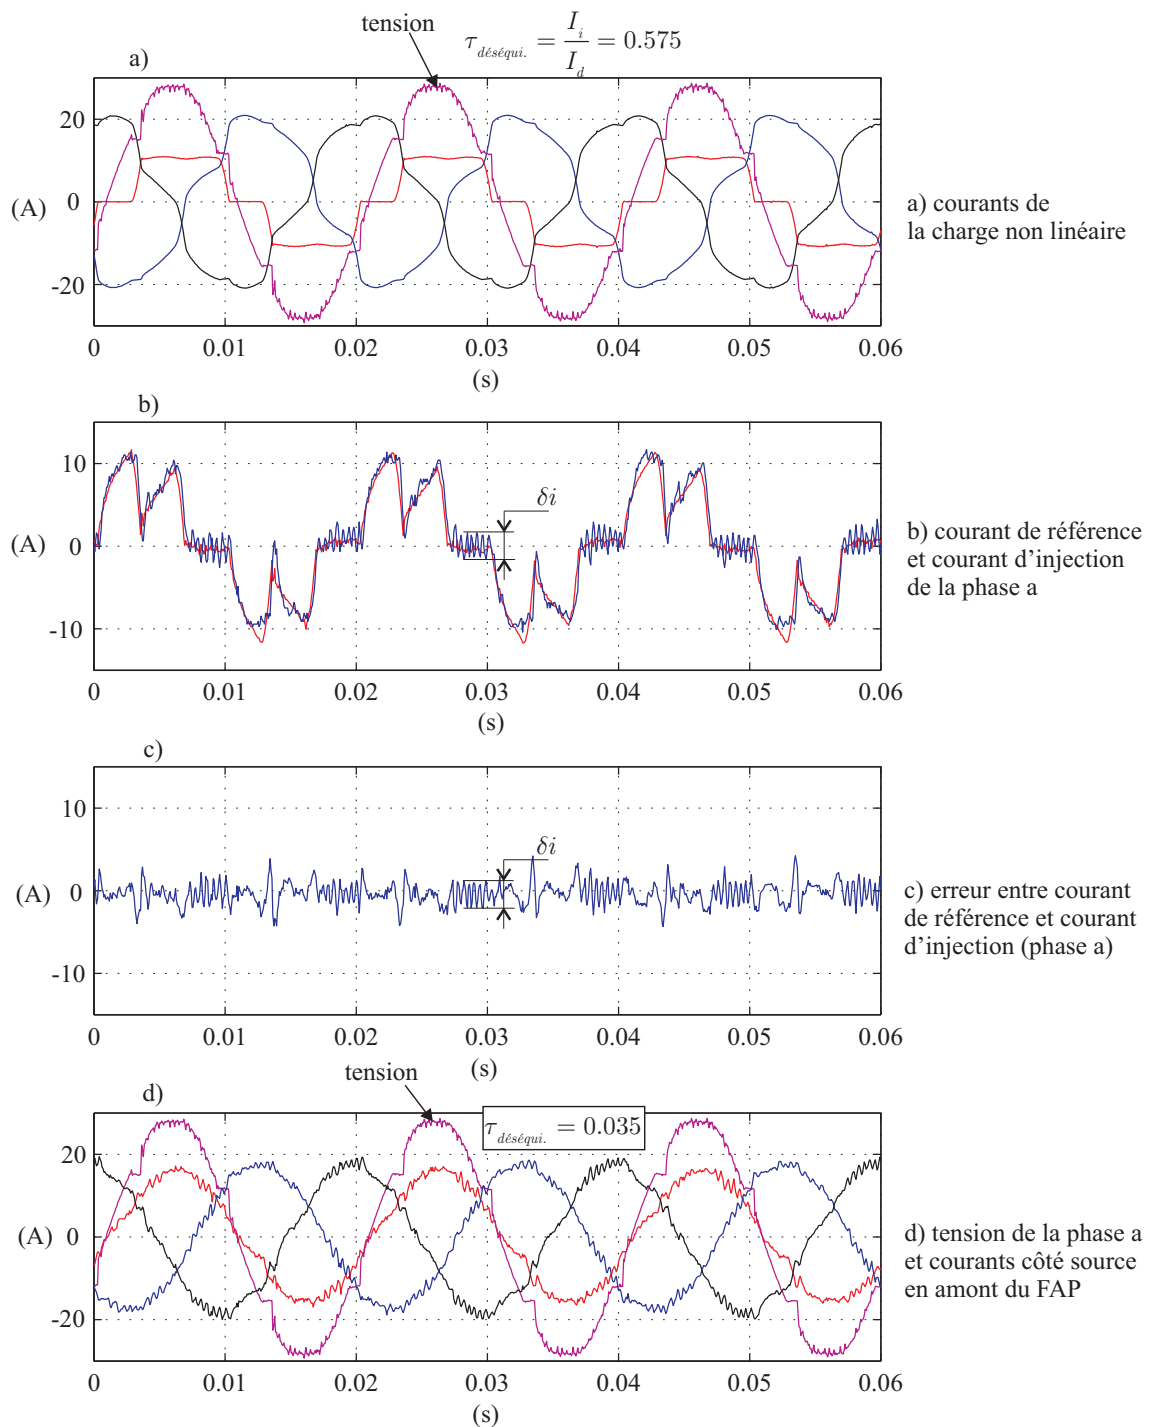 tension
τ déséqui. = I_i / I_d = 0.575
a)
20
0
-20
(A)
0 0.01 0.02 0.03 0.04 0.05 0.06
(s)
a) courants de
la charge non linéaire
b)
10
0
-10
(A)
δi
0 0.01 0.02 0.03 0.04 0.05 0.06
(s)
b) courant de référence
et courant d’injection
de la phase a
c)
10
0
-10
(A)
δi
0 0.01 0.02 0.03 0.04 0.05 0.06
(s)
c) erreur entre courant
de référence et courant
d’injection (phase a)
tension
d)
τ déséqui. = 0.035
20
0
-20
(A)
0 0.01 0.02 0.03 0.04 0.05 0.06
(s)
d) tension de la phase a
et courants côté source
en amont du FAP